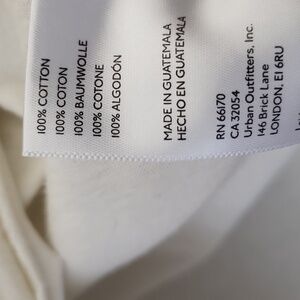 100% COTTON
100% COTON
100% BAUMWOLLE
100% COTONE
100% ALGODÓN
MADE IN GUATEMALA
HECHO EN GUATEMALA
RN 66170
CA 32054
Urban Outfitters, Inc.
146 Brick Lane
LONDON, E1 6RU